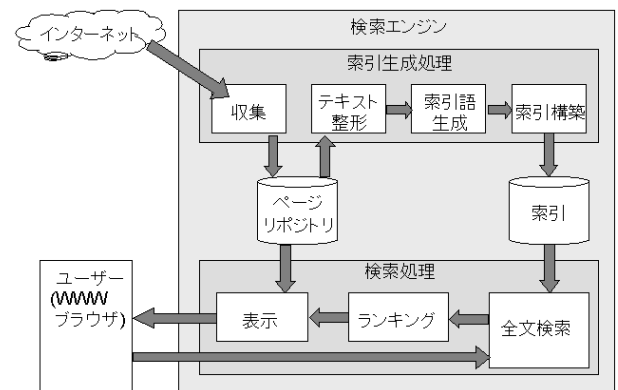 検索エンジン
インターネット
索引生成処理
収集
テキスト
整形
索引語
生成
索引構築
ページ
リポジトリ
索引
検索処理
ユーザー
(WWW
ブラウザ)
表示
ランキング
全文検索